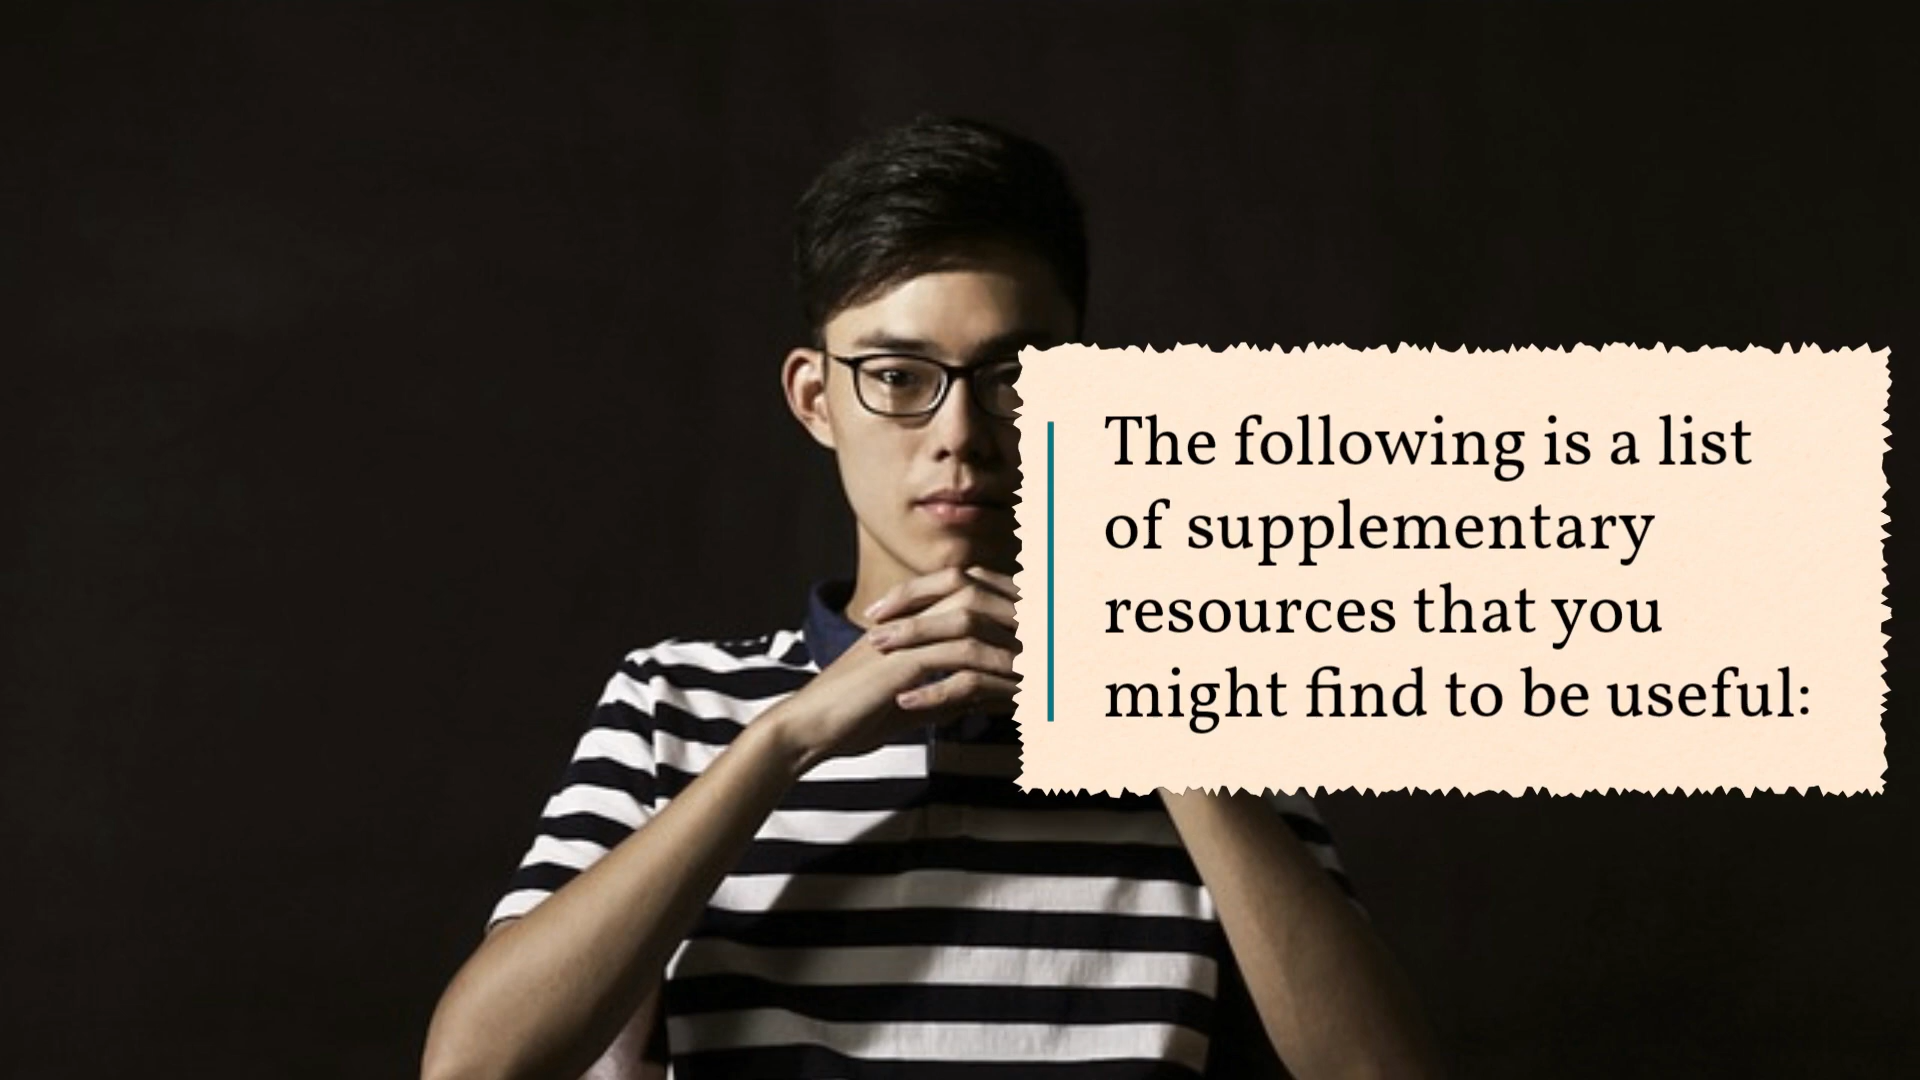 The following is a list
of supplementary
resources that you
might find to be useful: